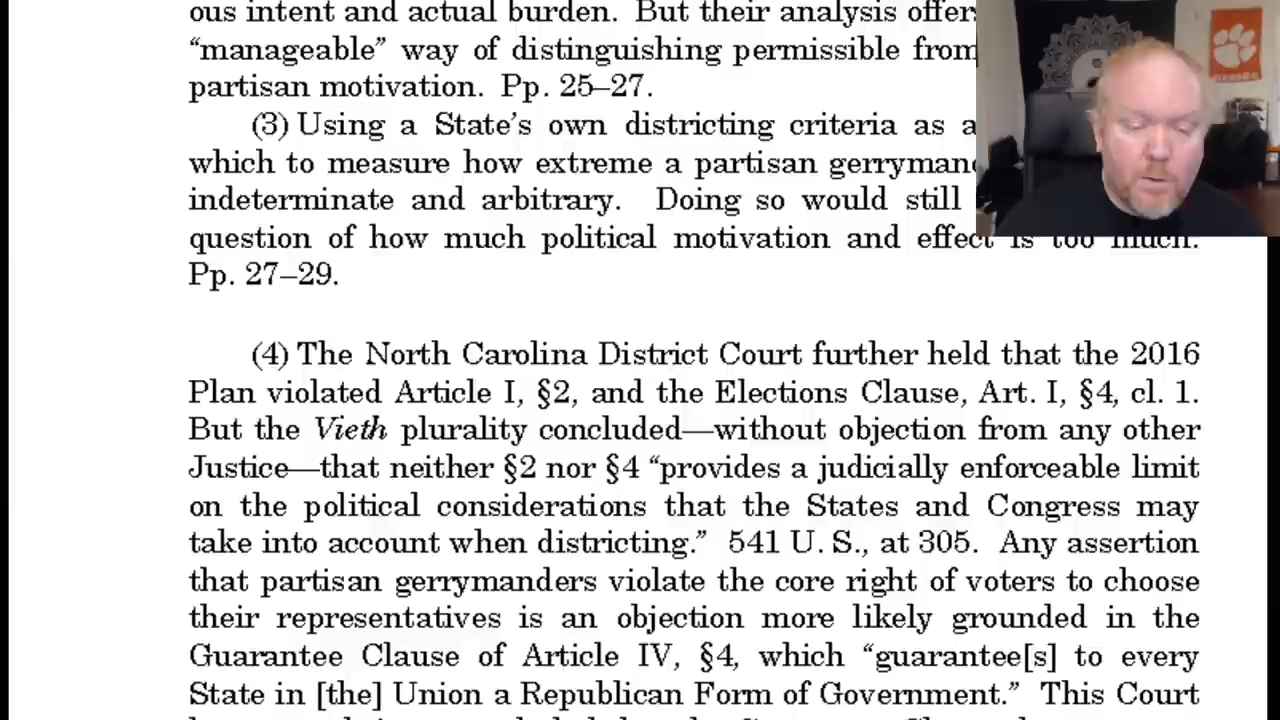 ous intent and actual burden. But their analysis offers
“manageable” way of distinguishing permissible from
partisan motivation. Pp. 25–27.
(3) Using a State’s own districting criteria as a
which to measure how extreme a partisan
indeterminate and arbitrary. Doing so would still
question of how much political motivation and effect is too much.
Pp. 27–29.
(4) The North Carolina District Court further held that the 2016
Plan violated Article I, §2, and the Elections Clause, Art. I, §4, cl. 1.
But the Vieth plurality concluded—without objection from any other
Justice—that neither §2 nor §4 “provides a judicially enforceable limit
on the political considerations that the States and Congress may
take into account when districting.” 541 U. S., at 305. Any assertion
that partisan gerrymanders violate the core right of voters to choose
their representatives is an objection more likely grounded in the
Guarantee Clause of Article IV, §4, which “guarantee[s] to every
State in [the] Union a Republican Form of Government.” This Court